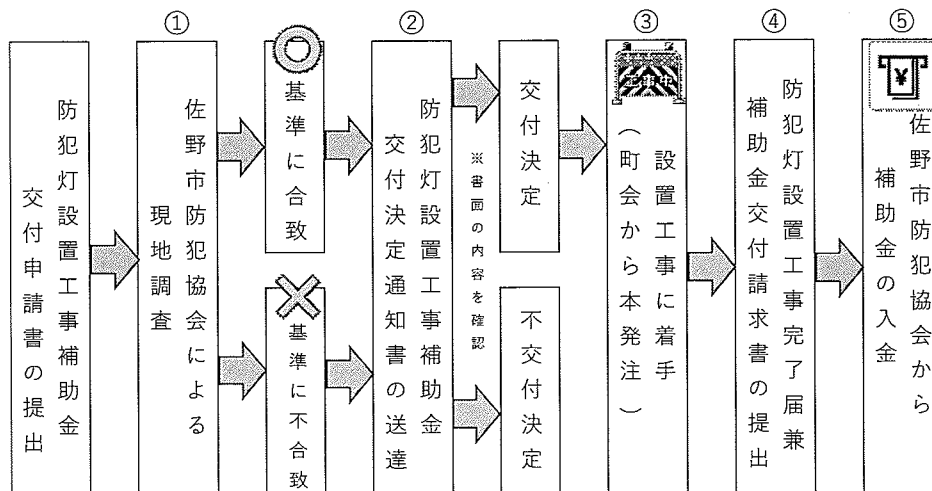 防犯灯設置工事補助金
交付申請書の提出
①
佐野市防犯協会による
現地調査
基準に合致
基準に不合致
②
防犯灯設置工事補助金
交付決定通知書の送達
※書面の内容を確認
交付決定
不交付決定
③
工事中
設置工事に着手
（町会から本発注）
④
防犯灯設置工事完了届兼
補助金交付請求書の提出
⑤
¥
佐野市防犯協会から
補助金の入金